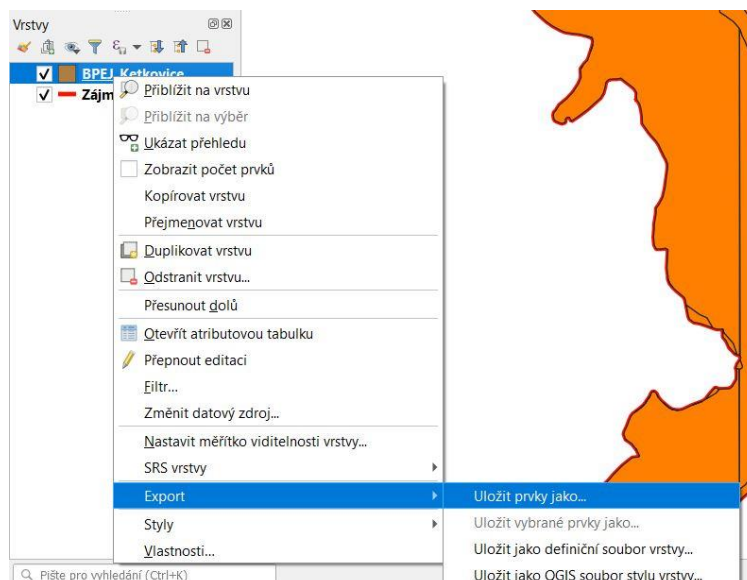 Vrstvy
BPEJ_Ketkovice
Zájm
Přiblížit na vrstvu
Přiblížit na výběr
Ukázat přehledu
Zobrazit počet prvků
Kopírovat vrstvu
Přejmenovat vrstvu
Duplikovat vrstvu
Odstranit vrstvu...
Přesunout dolů
Otevřít atributovou tabulku
Přepnout editaci
Filtr...
Změnit datový zdroj...
Nastavit měřítko viditelnosti vrstvy...
SRS vrstvy
Export
Uložit prvky jako...
Styly
Uložit vybrané prvky jako...
Vlastnosti...
Uložit jako definiční soubor vrstvy...
Uložit jako QGIS soubor stylu vrstvy...
Pište pro vyhledání (Ctrl+K)